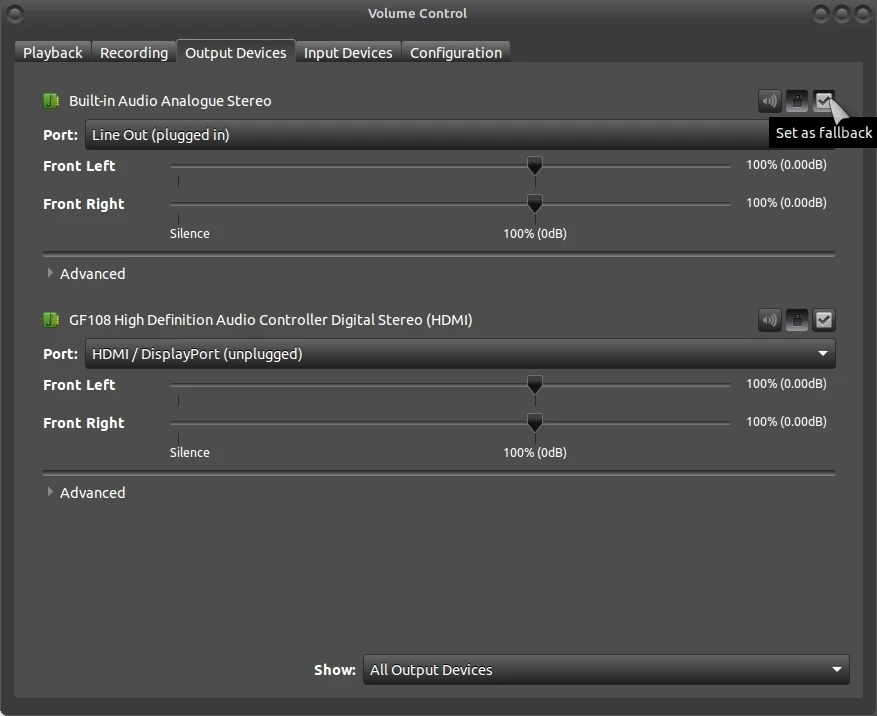 Volume Control
Playback Recording Output Devices Input Devices Configuration
Built-in Audio Analogue Stereo
Port: Line Out (plugged in)
Set as fallback
Front Left 100% (0.00dB)
Front Right 100% (0.00dB)
Silence 100% (0dB)
Advanced
GF108 High Definition Audio Controller Digital Stereo (HDMI)
Port: HDMI / DisplayPort (unplugged)
Front Left 100% (0.00dB)
Front Right 100% (0.00dB)
Silence 100% (0dB)
Advanced
Show: All Output Devices